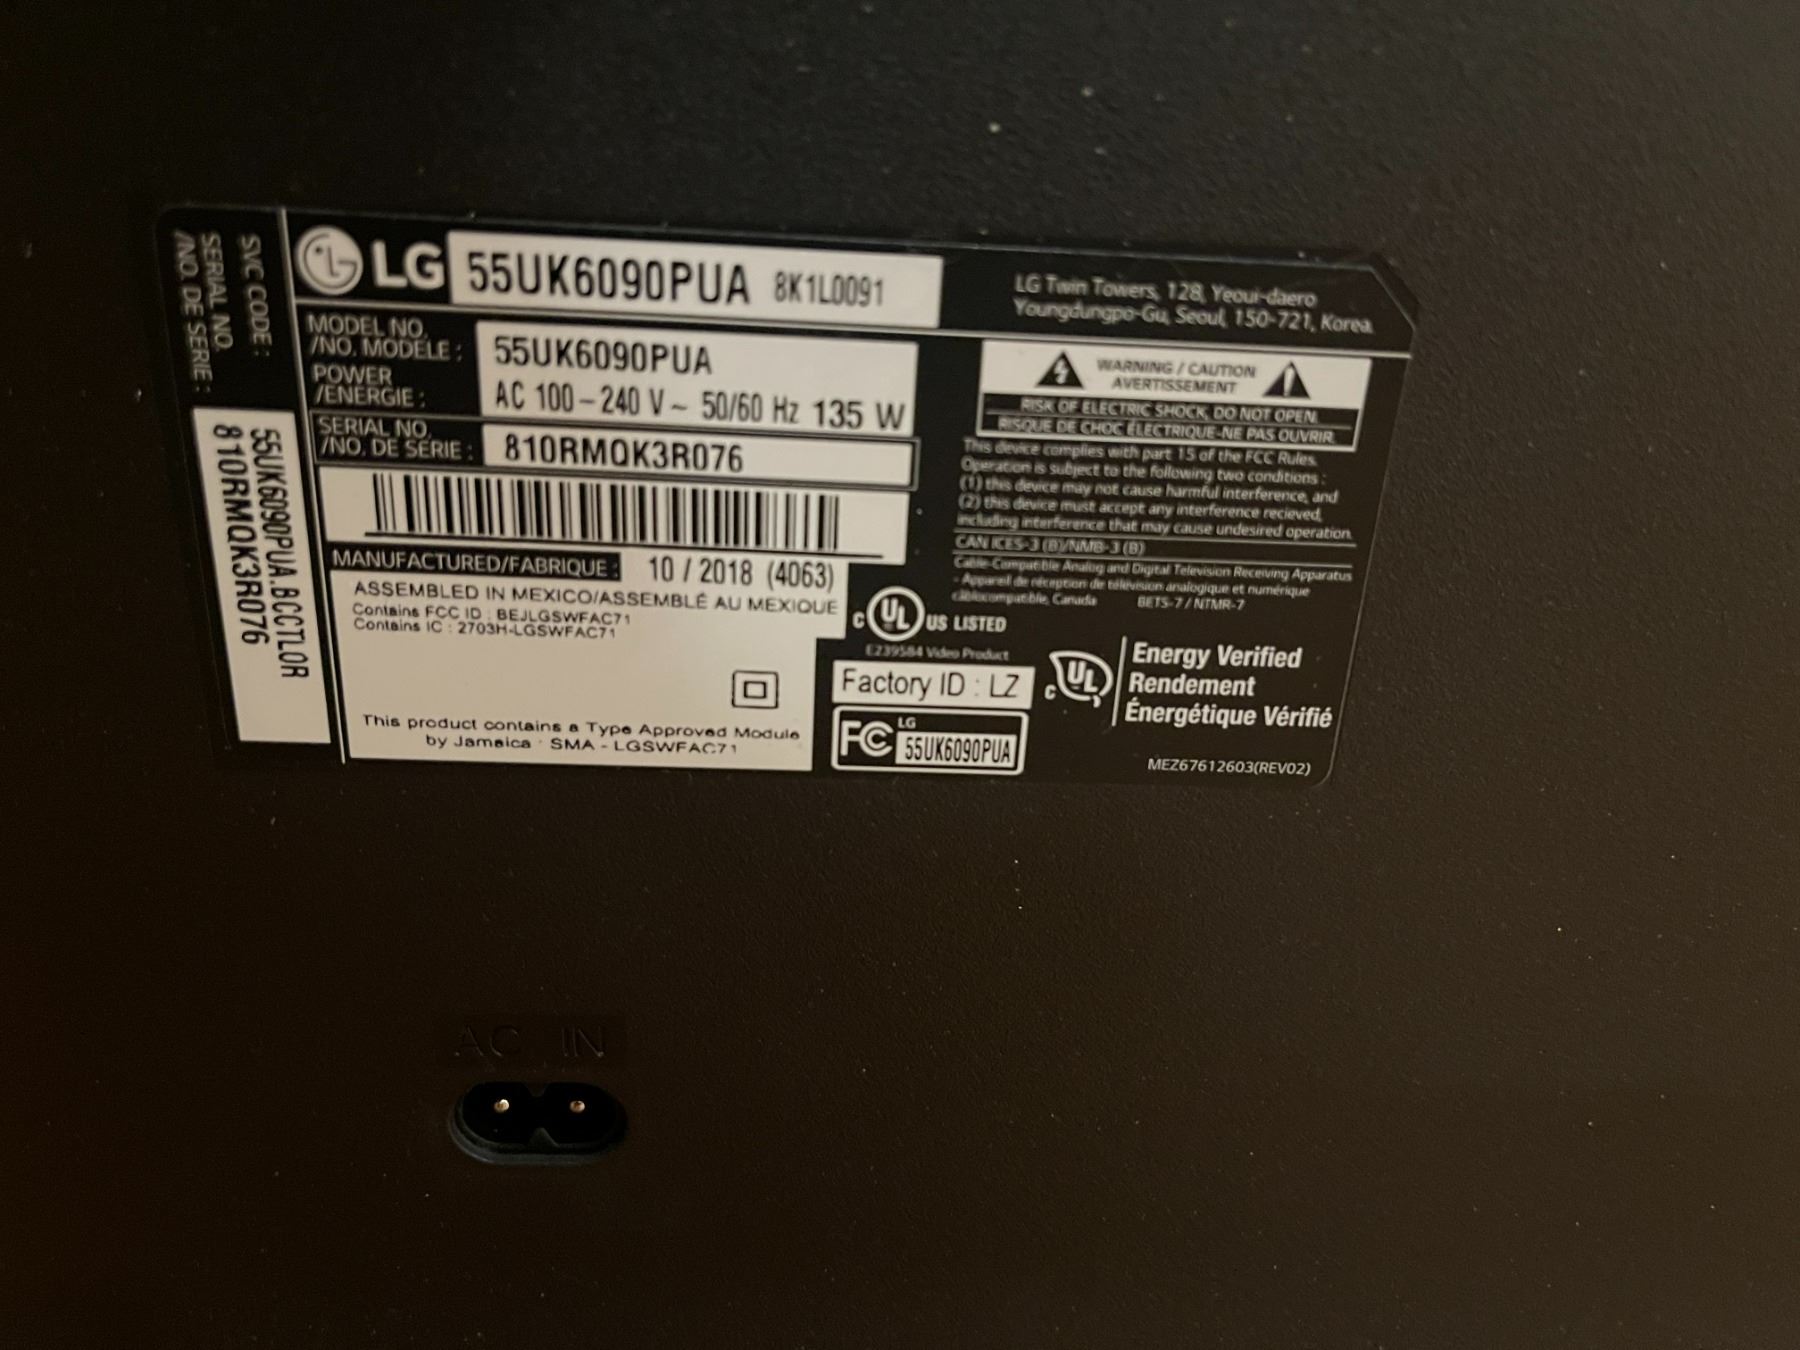 SVC CODE :
SERIAL NO.
/NO. DE SÉRIE :
55UK6090PUA.BCCTLOR
810RMQK3R076
LG 55UK6090PUA 8K1L0091
LG Twin Towers, 128, Yeoui-daero
Youngdungpo-Gu, Seoul, 150-721, Korea
MODEL NO.
/NO. MODÈLE : 55UK6090PUA
POWER
/ÉNERGIE : AC 100 – 240 V ~ 50/60 Hz 135 W
SERIAL NO.
/NO. DE SÉRIE : 810RMQK3R076
MANUFACTURED/FABRIQUÉ : 10 / 2018 (4063)
ASSEMBLED IN MEXICO/ASSEMBLÉ AU MEXIQUE
Contains FCC ID : BEJLGSWFAC71
Contains IC : 2703H-LGSWFAC71
This product contains a Type Approved Module
by Jamaica : SMA - LGSWFAC71
WARNING / CAUTION
AVERTISSEMENT
RISK OF ELECTRIC SHOCK, DO NOT OPEN.
RISQUE DE CHOC ÉLECTRIQUE-NE PAS OUVRIR.
This device complies with part 15 of the FCC Rules.
Operation is subject to the following two conditions :
(1) this device may not cause harmful interference, and
(2) this device must accept any interference recieved,
including interference that may cause undesired operation.
CAN ICES-3 (B)/NMB-3 (B)
Cable-Compatible Analog and Digital Television Receiving Apparatus
- Appareil de réception de télévision analogique et numérique
câblocompatible, Canada BETS-7 / NTMR-7
c UL US LISTED
E239584 Video Product
Factory ID : LZ
FC LG
55UK6090PUA
c UL Energy Verified
Rendement
Énergétique Vérifié
MEZ67612603(REV02)
AC IN